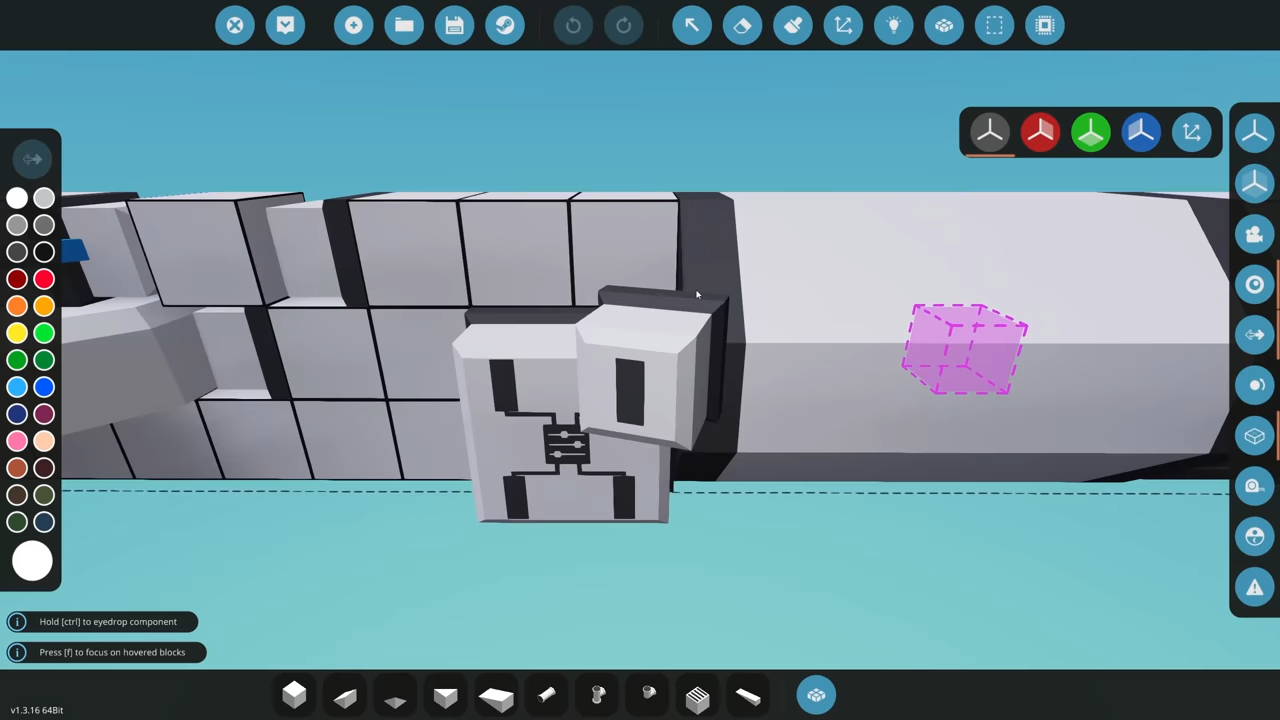 Hold [ctrl] to eyedrop component
Press [f] to focus on hovered blocks
v1.3.16 64Bit